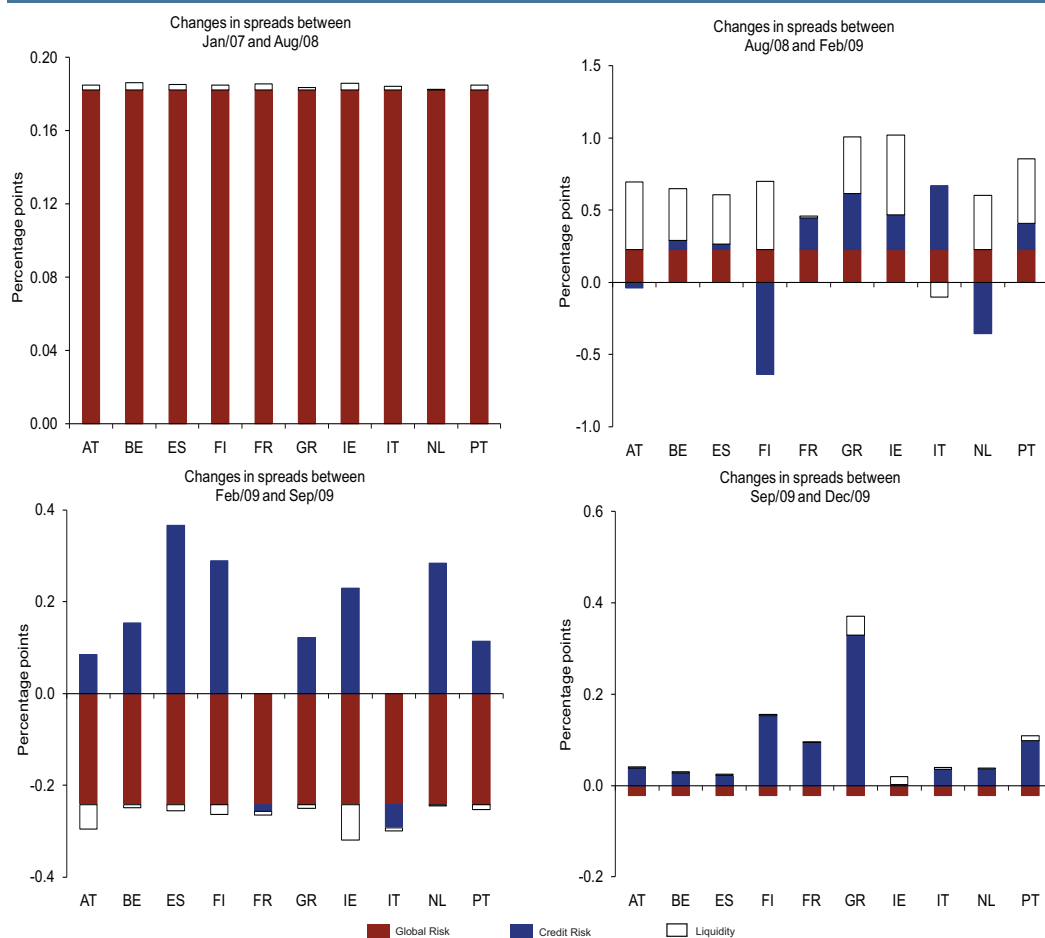 Changes in spreads between
Jan/07 and Aug/08
Percentage points
0.20
0.16
0.12
0.08
0.04
0.00
AT BE ES FI FR GR IE IT NL PT
Changes in spreads between
Aug/08 and Feb/09
Percentage points
1.5
1.0
0.5
0.0
-0.5
-1.0
AT BE ES FI FR GR IE IT NL PT
Changes in spreads between
Feb/09 and Sep/09
Percentage points
0.4
0.2
0.0
-0.2
-0.4
AT BE ES FI FR GR IE IT NL PT
Changes in spreads between
Sep/09 and Dec/09
Percentage points
0.6
0.4
0.2
0.0
-0.2
AT BE ES FI FR GR IE IT NL PT
Global Risk Credit Risk Liquidity